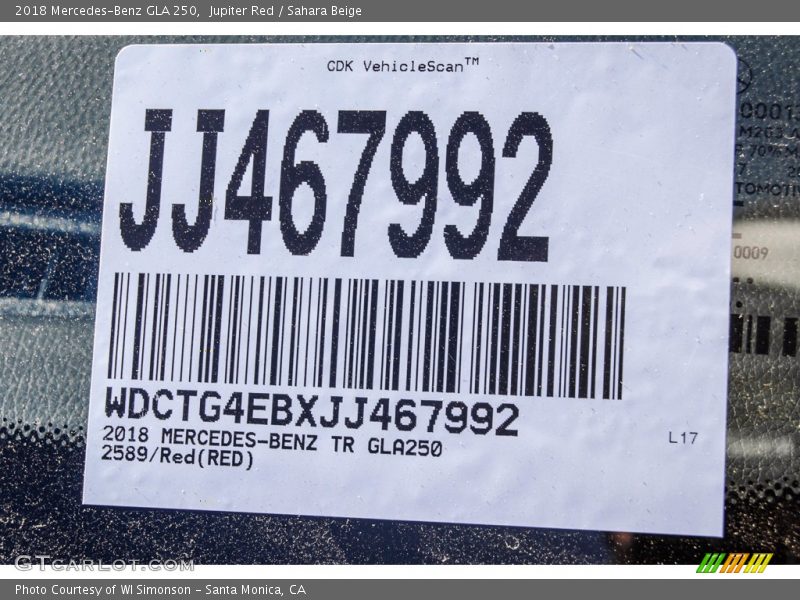 2018 Mercedes-Benz GLA 250,  Jupiter Red / Sahara Beige
CDK VehicleScan™
JJ467992
WDCTG4EBXJJ467992
2018 MERCEDES-BENZ TR GLA250
2589/Red(RED)
L17
0009
GTCARLOT.COM
Photo Courtesy of WI Simonson - Santa Monica, CA